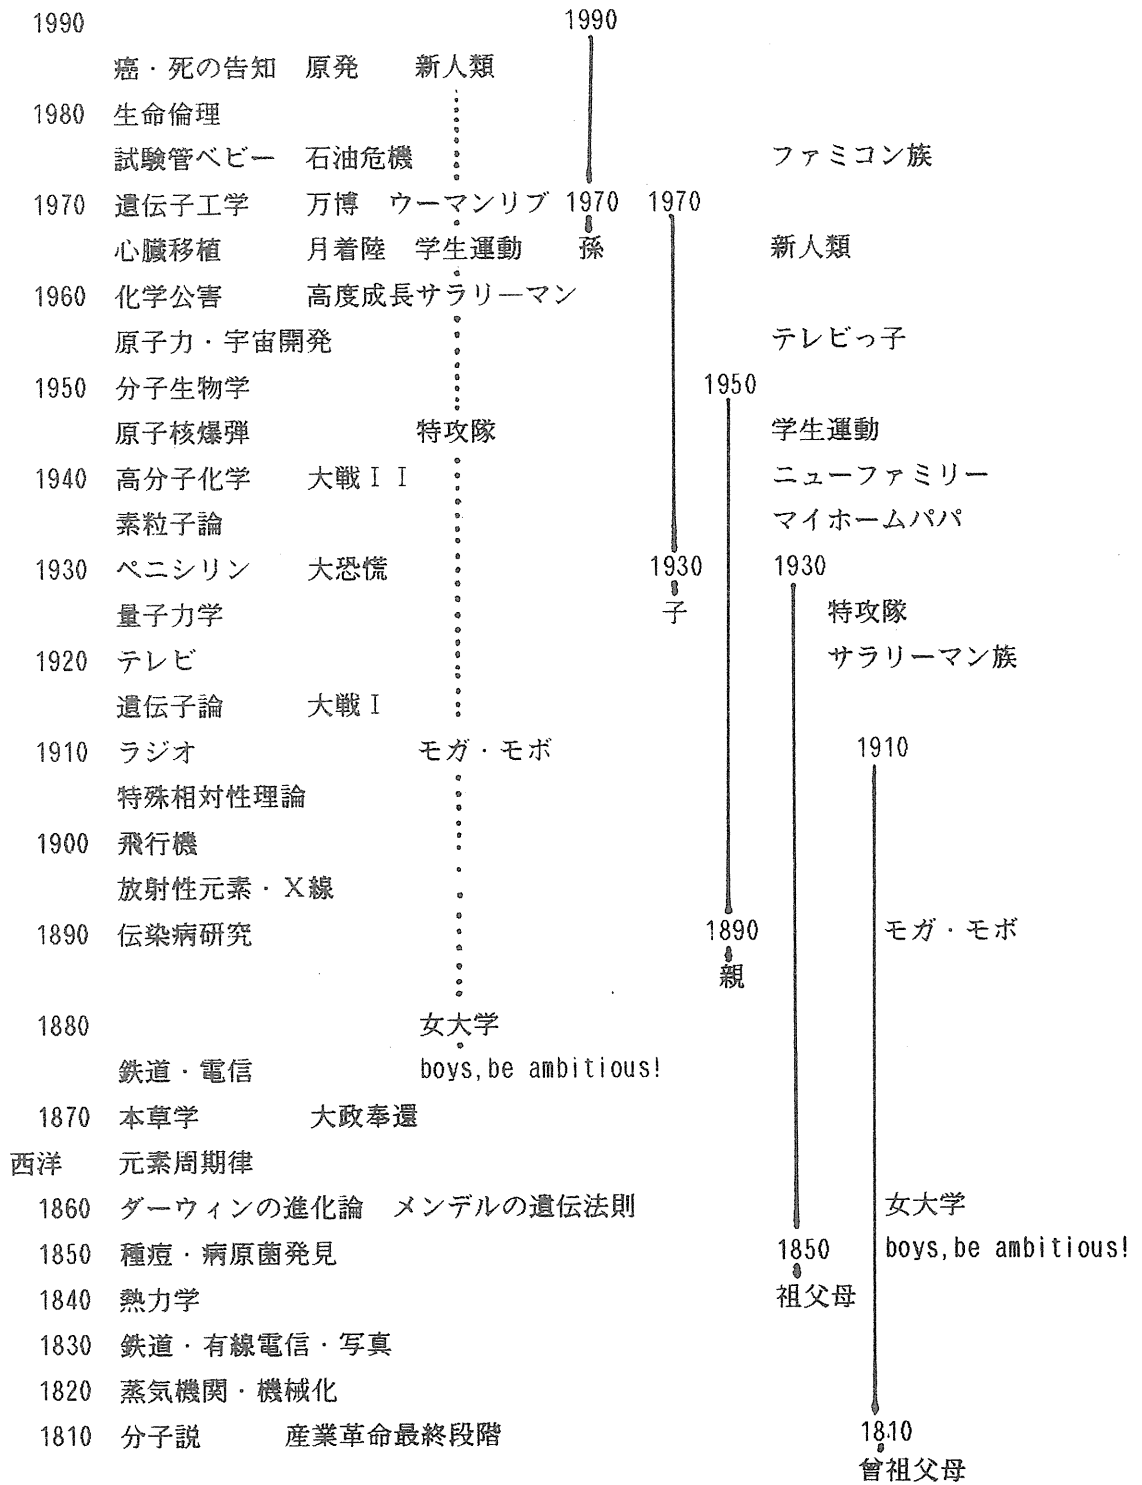 1990 1990
癌・死の告知 原発 新人類
1980 生命倫理
試験管ベビー 石油危機 ファミコン族
1970 遺伝子工学 万博 ウーマンリブ 1970 1970
心臓移植 月着陸 学生運動 孫 新人類
1960 化学公害 高度成長サラリーマン
原子力・宇宙開発 テレビっ子
1950 分子生物学 1950
原子核爆弾 特攻隊 学生運動
1940 高分子化学 大戦ＩＩ ニューファミリー
素粒子論 マイホームパパ
1930 ペニシリン 大恐慌 1930 1930
量子力学 子 特攻隊
1920 テレビ サラリーマン族
遺伝子論 大戦Ｉ
1910 ラジオ モガ・モボ 1910
特殊相対性理論
1900 飛行機
放射性元素・Ｘ線
1890 伝染病研究 1890 モガ・モボ
親
1880 女大学
鉄道・電信 boys,be ambitious!
1870 本草学 大政奉還
西洋 元素周期律
1860 ダーウィンの進化論 メンデルの遺伝法則 女大学
1850 種痘・病原菌発見 1850 boys,be ambitious!
1840 熱力学 祖父母
1830 鉄道・有線電信・写真
1820 蒸気機関・機械化
1810 分子説 産業革命最終段階 1810
曾祖父母